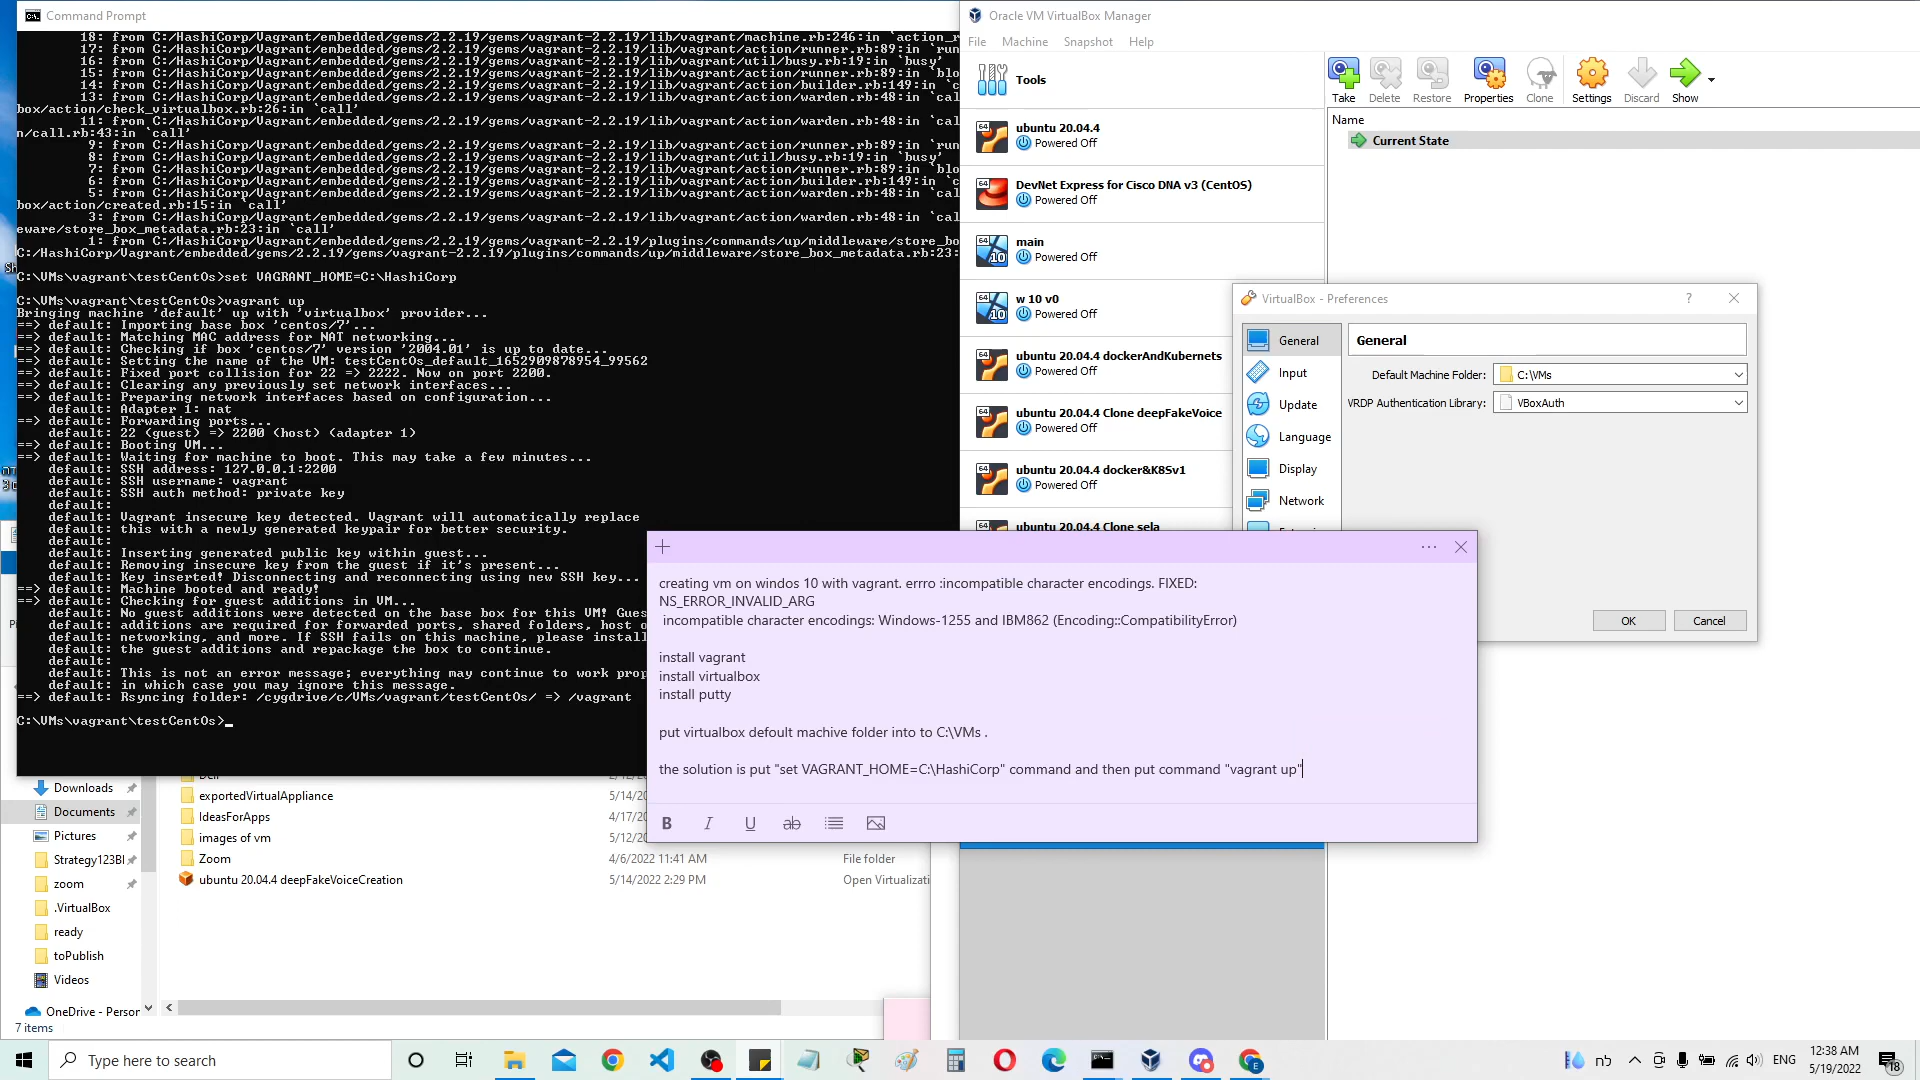 Command Prompt
18: from C:/HashiCorp/Vagrant/embedded/gems/2.2.19/gems/vagrant-2.2.19/lib/vagrant/machine.rb:246:in `action_r
17: from C:/HashiCorp/Vagrant/embedded/gems/2.2.19/gems/vagrant-2.2.19/lib/vagrant/action/runner.rb:89:in `run
16: from C:/HashiCorp/Vagrant/embedded/gems/2.2.19/gems/vagrant-2.2.19/lib/vagrant/util/busy.rb:19:in `busy'
15: from C:/HashiCorp/Vagrant/embedded/gems/2.2.19/gems/vagrant-2.2.19/lib/vagrant/action/runner.rb:89:in `blo
14: from C:/HashiCorp/Vagrant/embedded/gems/2.2.19/gems/vagrant-2.2.19/lib/vagrant/action/builder.rb:149:in `c
13: from C:/HashiCorp/Vagrant/embedded/gems/2.2.19/gems/vagrant-2.2.19/lib/vagrant/action/warden.rb:48:in `cal
box/action/check_virtualbox.rb:26:in `call'
11: from C:/HashiCorp/Vagrant/embedded/gems/2.2.19/gems/vagrant-2.2.19/lib/vagrant/action/warden.rb:48:in `cal
n/call.rb:43:in `call'
9: from C:/HashiCorp/Vagrant/embedded/gems/2.2.19/gems/vagrant-2.2.19/lib/vagrant/action/runner.rb:89:in `run
8: from C:/HashiCorp/Vagrant/embedded/gems/2.2.19/gems/vagrant-2.2.19/lib/vagrant/util/busy.rb:19:in `busy'
7: from C:/HashiCorp/Vagrant/embedded/gems/2.2.19/gems/vagrant-2.2.19/lib/vagrant/action/runner.rb:89:in `blo
6: from C:/HashiCorp/Vagrant/embedded/gems/2.2.19/gems/vagrant-2.2.19/lib/vagrant/action/builder.rb:149:in `c
5: from C:/HashiCorp/Vagrant/embedded/gems/2.2.19/gems/vagrant-2.2.19/lib/vagrant/action/warden.rb:48:in `cal
box/action/created.rb:15:in `call'
3: from C:/HashiCorp/Vagrant/embedded/gems/2.2.19/gems/vagrant-2.2.19/lib/vagrant/action/warden.rb:48:in `cal
eware/store_box_metadata.rb:23:in `call'
1: from C:/HashiCorp/Vagrant/embedded/gems/2.2.19/gems/vagrant-2.2.19/plugins/commands/up/middleware/store_bo
C:/HashiCorp/Vagrant/embedded/gems/2.2.19/gems/vagrant-2.2.19/plugins/commands/up/middleware/store_box_metadata.rb:23:
C:\VMs\vagrant\testCentOs>set VAGRANT_HOME=C:\HashiCorp
C:\VMs\vagrant\testCentOs>vagrant up
Bringing machine 'default' up with 'virtualbox' provider...
==> default: Importing base box 'centos/7'...
==> default: Matching MAC address for NAT networking...
==> default: Checking if box 'centos/7' version '2004.01' is up to date...
==> default: Setting the name of the VM: testCentOs_default_1652909878954_99562
==> default: Fixed port collision for 22 => 2222. Now on port 2200.
==> default: Clearing any previously set network interfaces...
==> default: Preparing network interfaces based on configuration...
default: Adapter 1: nat
==> default: Forwarding ports...
default: 22 (guest) => 2200 (host) (adapter 1)
==> default: Booting VM...
==> default: Waiting for machine to boot. This may take a few minutes...
default: SSH address: 127.0.0.1:2200
default: SSH username: vagrant
default: SSH auth method: private key
default:
default: Vagrant insecure key detected. Vagrant will automatically replace
default: this with a newly generated keypair for better security.
default:
default: Inserting generated public key within guest...
default: Removing insecure key from the guest if it's present...
default: Key inserted! Disconnecting and reconnecting using new SSH key...
==> default: Machine booted and ready!
==> default: Checking for guest additions in VM...
default: No guest additions were detected on the base box for this VM! Gues
default: additions are required for forwarded ports, shared folders, host o
default: networking, and more. If SSH fails on this machine, please install
default: the guest additions and repackage the box to continue.
default:
default: This is not an error message; everything may continue to work prop
default: in which case you may ignore this message.
==> default: Rsyncing folder: /cygdrive/c/VMs/vagrant/testCentOs/ => /vagrant
C:\VMs\vagrant\testCentOs>_
Oracle VM VirtualBox Manager
File Machine Snapshot Help
Tools
Take Delete Restore Properties Clone Settings Discard Show
Name
Current State
64 ubuntu 20.04.4
Powered Off
64 DevNet Express for Cisco DNA v3 (CentOS)
Powered Off
64 10 main
Powered Off
64 10 w 10 v0
Powered Off
64 ubuntu 20.04.4 dockerAndKubernets
Powered Off
64 ubuntu 20.04.4 Clone deepFakeVoice
Powered Off
64 ubuntu 20.04.4 docker&K8Sv1
Powered Off
64 ubuntu 20.04.4 Clone sela
VirtualBox - Preferences
General
Input
Update
Language
Display
Network
General
Default Machine Folder: C:\VMs
VRDP Authentication Library: VBoxAuth
OK Cancel
creating vm on windos 10 with vagrant. errro :incompatible character encodings. FIXED:
NS_ERROR_INVALID_ARG
incompatible character encodings: Windows-1255 and IBM862 (Encoding::CompatibilityError)
install vagrant
install virtualbox
install putty
put virtualbox defoult machive folder into to C:\VMs .
the solution is put "set VAGRANT_HOME=C:\HashiCorp" command and then put command "vagrant up"
B I U ab
Downloads
Documents
Pictures
Strategy123Bl
zoom
.VirtualBox
ready
toPublish
Videos
OneDrive - Person
7 items
exportedVirtualAppliance 5/14/20
IdeasForApps 4/17/20
images of vm 5/12/20
Zoom 4/6/2022 11:41 AM File folder
ubuntu 20.04.4 deepFakeVoiceCreation 5/14/2022 2:29 PM Open Virtualizati
Type here to search
לח ENG 12:38 AM
5/19/2022
18